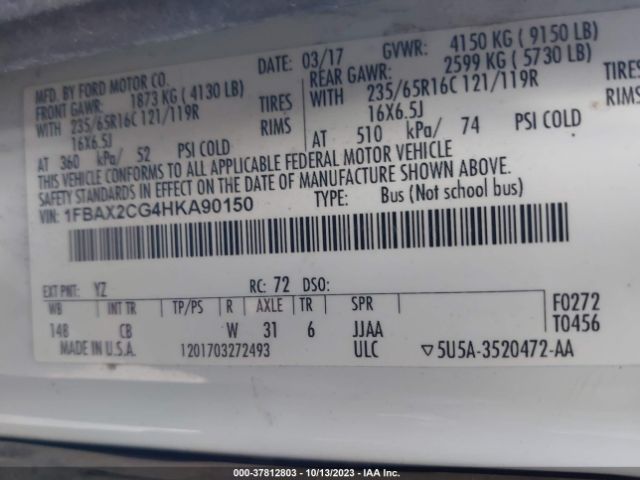 MFD. BY FORD MOTOR CO. DATE: 03/17 GVWR: 4150 KG ( 9150 LB)
FRONT GAWR: 1873 KG ( 4130 LB) REAR GAWR: 2599 KG ( 5730 LB)
WITH 235/65R16C 121/119R TIRES WITH 235/65R16C 121/119R TIRES
16X6.5J RIMS 16X6.5J RIMS
AT 360 kPa/ 52 PSI COLD AT 510 kPa/ 74 PSI COLD
THIS VEHICLE CONFORMS TO ALL APPLICABLE FEDERAL MOTOR VEHICLE
SAFETY STANDARDS IN EFFECT ON THE DATE OF MANUFACTURE SHOWN ABOVE.
VIN: 1FBAX2CG4HKA90150 TYPE: Bus (Not school bus)
EXT PNT: YZ RC: 72 DSO:
WB INT TR TP/PS R AXLE TR SPR F0272
148 CB W 31 6 JJAA T0456
MADE IN U.S.A. 1201703272493 ULC ▽5U5A-3520472-AA
000-37812803 - 10/13/2023 - IAA Inc.